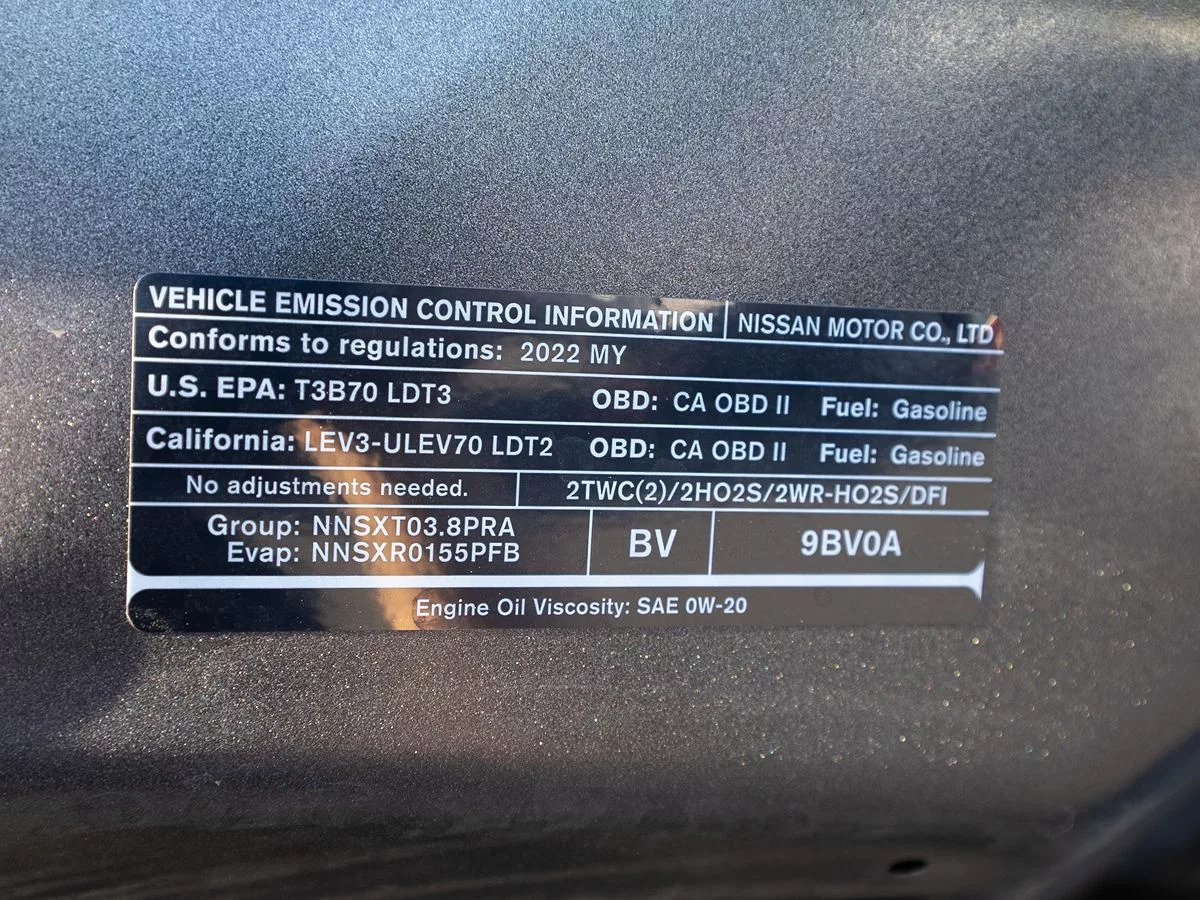 VEHICLE EMISSION CONTROL INFORMATION NISSAN MOTOR CO., LTD
Conforms to regulations: 2022 MY
U.S. EPA: T3B70 LDT3 OBD: CA OBD II Fuel: Gasoline
California: LEV3-ULEV70 LDT2 OBD: CA OBD II Fuel: Gasoline
No adjustments needed. 2TWC(2)/2HO2S/2WR-HO2S/DFI
Group: NNSXT03.8PRA
Evap: NNSXR0155PFB
BV 9BV0A
Engine Oil Viscosity: SAE 0W-20